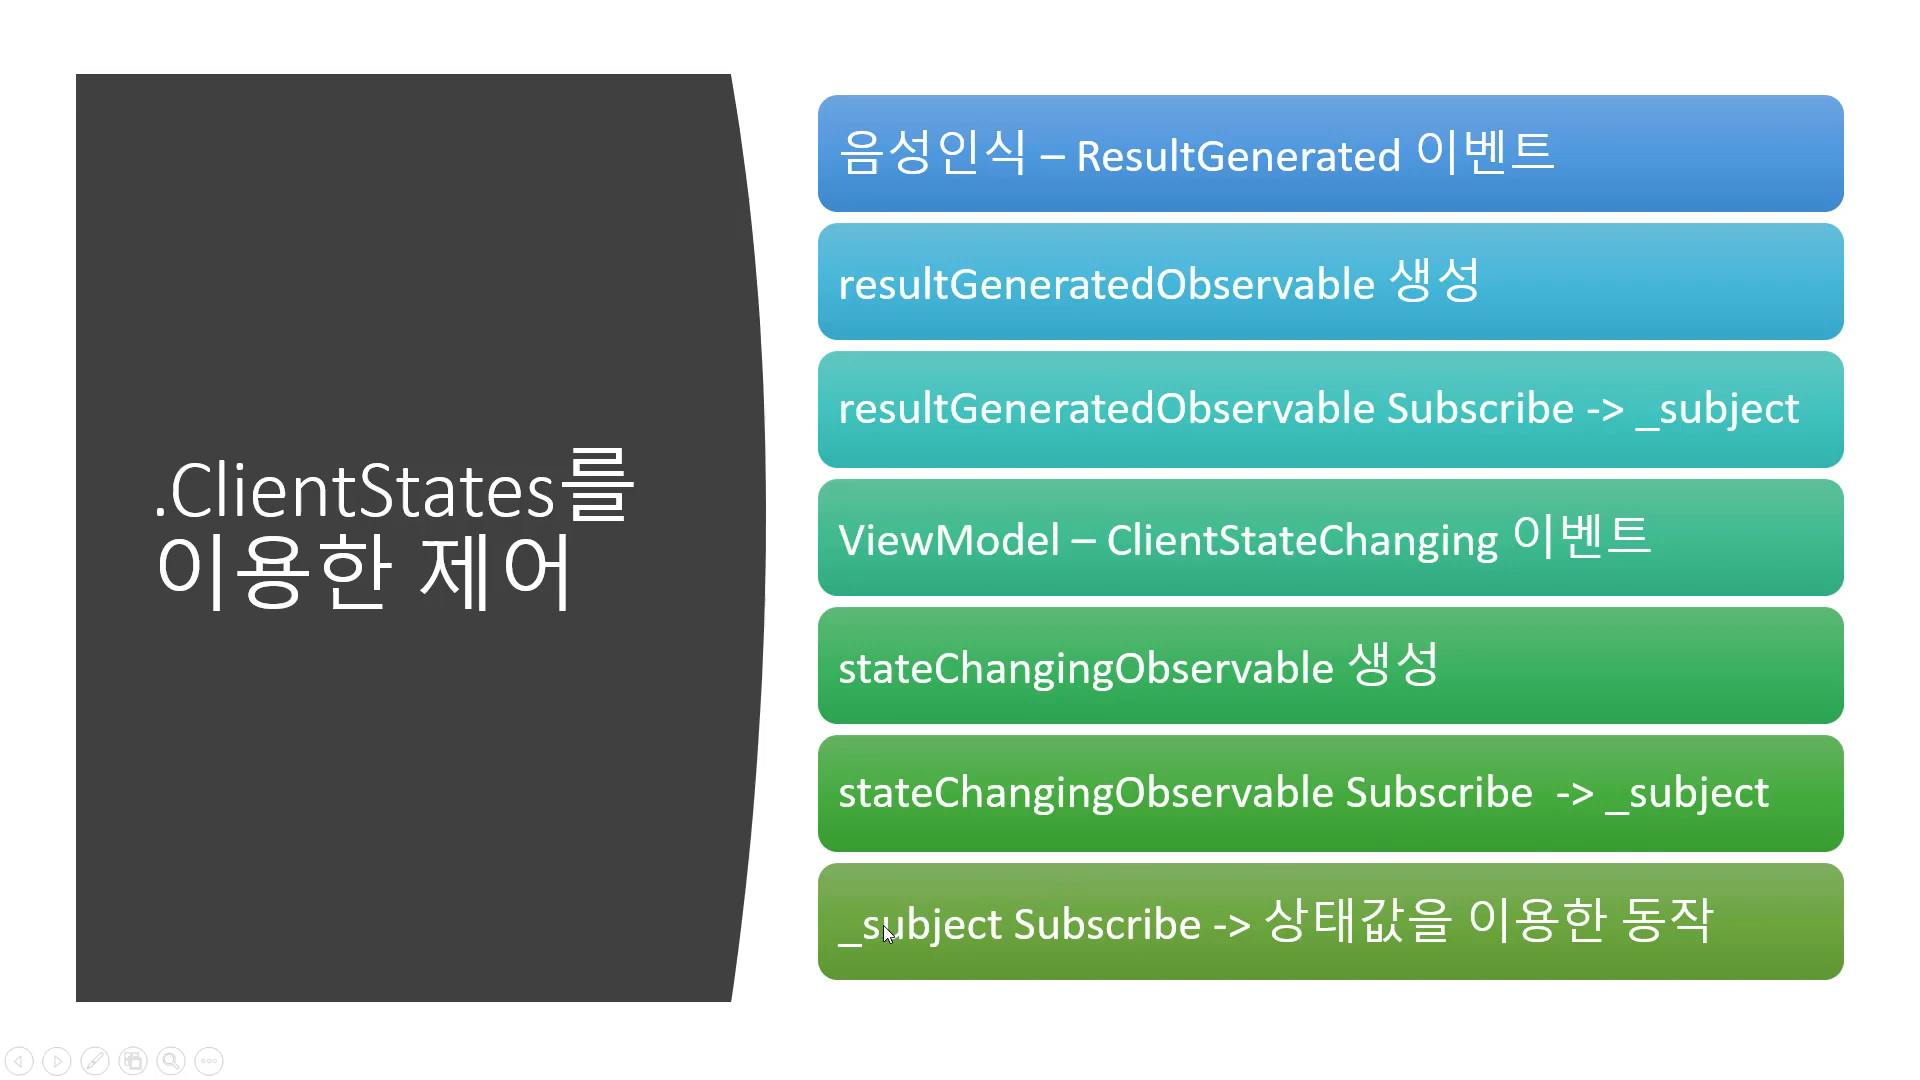 .ClientStates를
이용한 제어
음성인식 – ResultGenerated 이벤트
resultGeneratedObservable 생성
resultGeneratedObservable Subscribe -> _subject
ViewModel – ClientStateChanging 이벤트
stateChangingObservable 생성
stateChangingObservable Subscribe  -> _subject
_subject Subscribe -> 상태값을 이용한 동작